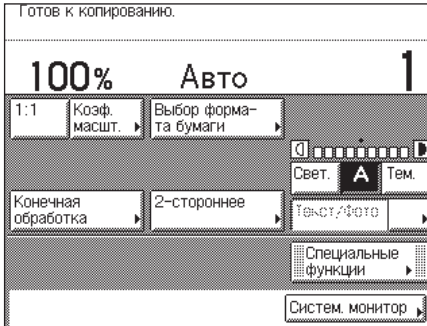 Готов к копированию.
100% Авто 1
1:1 Коэф. масшт.
Выбор форма-
та бумаги
Свет. А Тем.
Конечная
обработка
2-стороннее
Текст/Фото
Специальные
функции
Систем. монитор